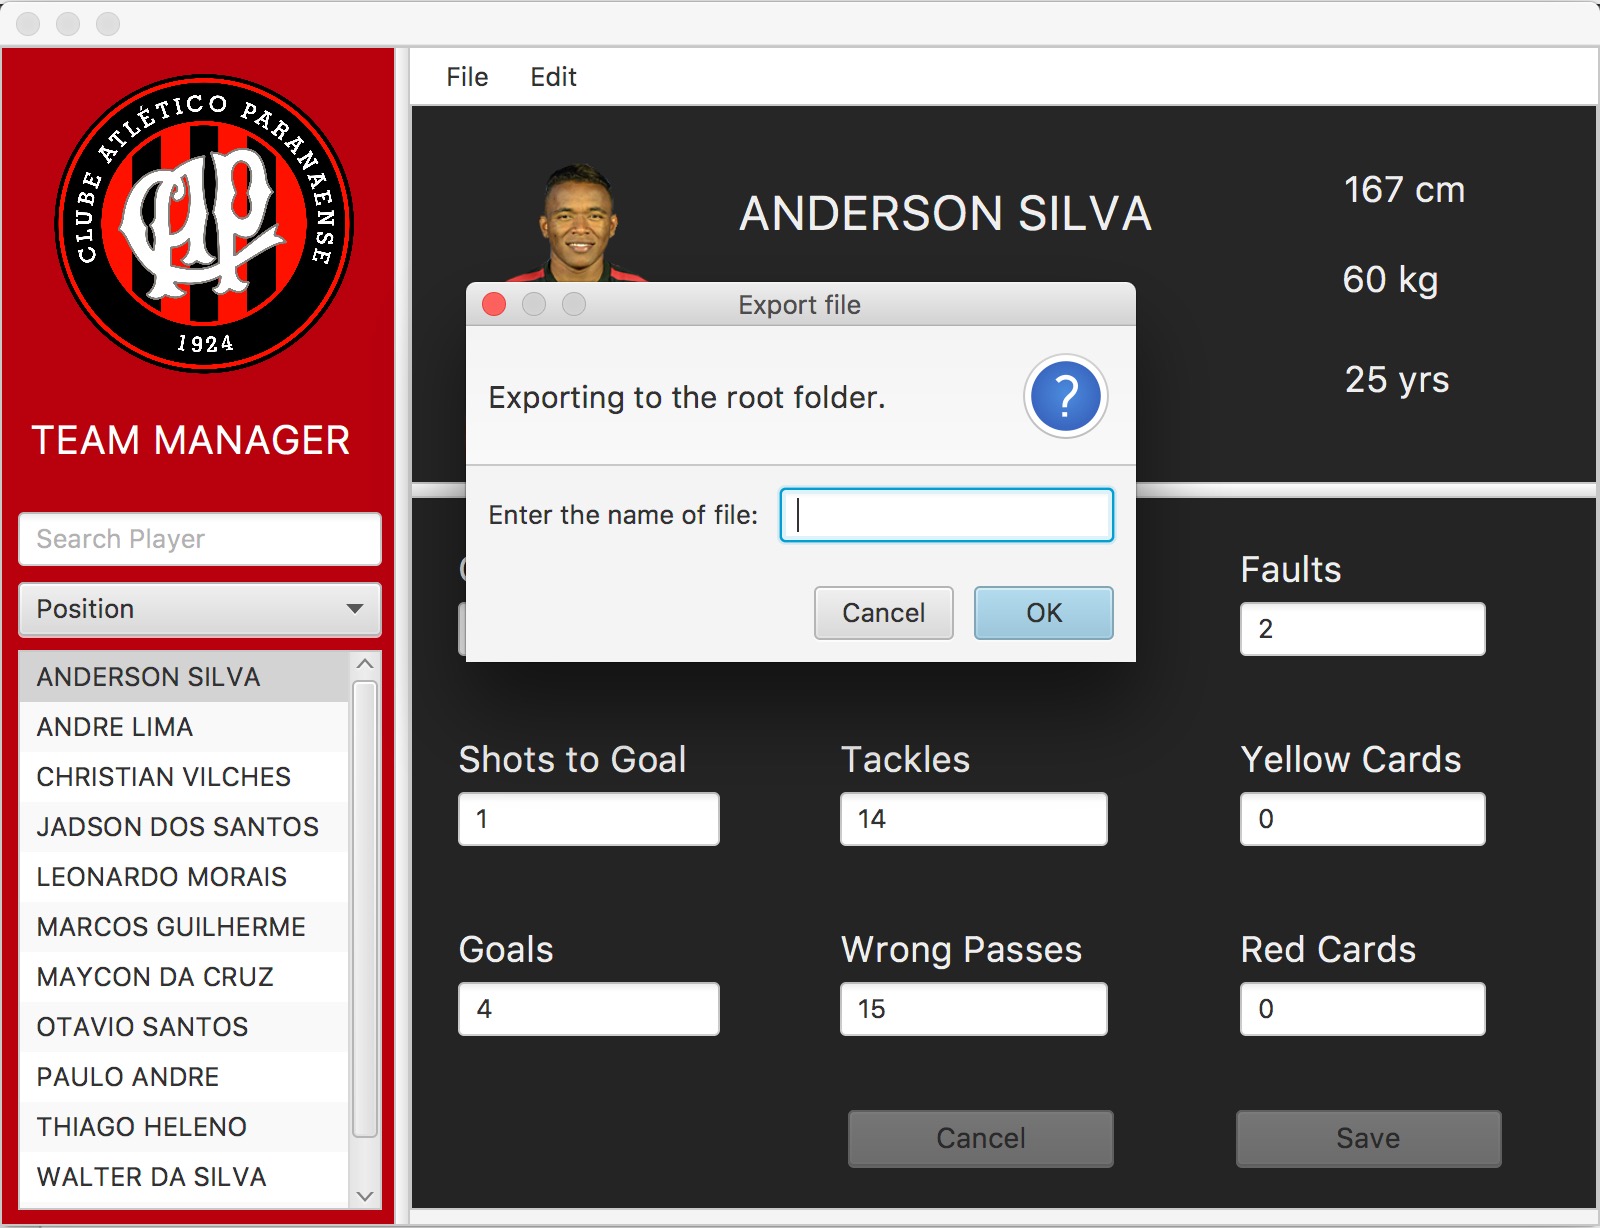 CLUBE ATLÉTICO PARANAENSE
CAP
1924
TEAM MANAGER
Search Player
Position
ANDERSON SILVA
ANDRE LIMA
CHRISTIAN VILCHES
JADSON DOS SANTOS
LEONARDO MORAIS
MARCOS GUILHERME
MAYCON DA CRUZ
OTAVIO SANTOS
PAULO ANDRE
THIAGO HELENO
WALTER DA SILVA
File Edit
ANDERSON SILVA
167 cm
60 kg
25 yrs
Export file
Exporting to the root folder.
?
Enter the name of file:
Cancel OK
Faults
2
Shots to Goal Tackles Yellow Cards
1 14 0
Goals Wrong Passes Red Cards
4 15 0
Cancel Save